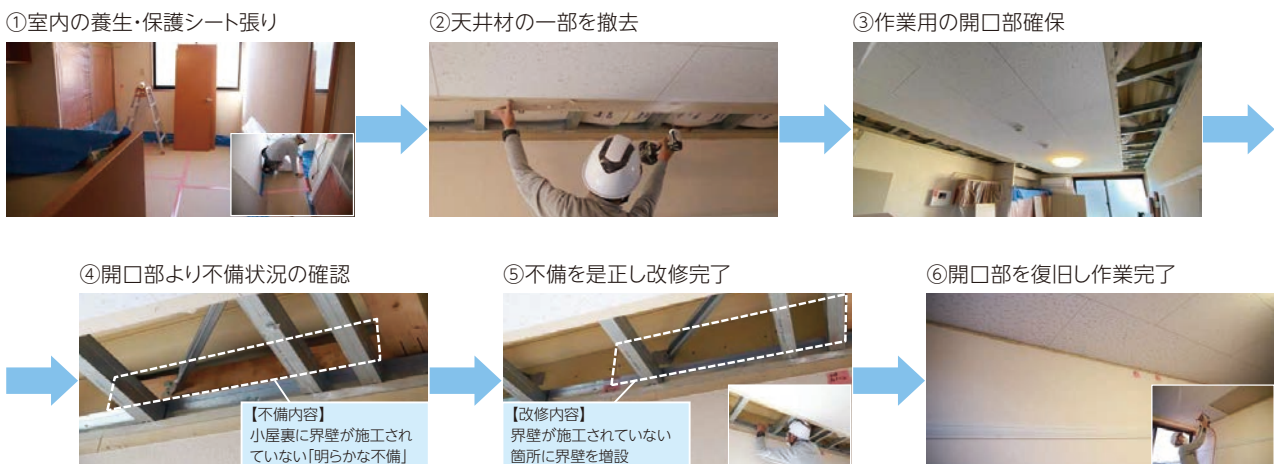 ①室内の養生・保護シート張り
②天井材の一部を撤去
③作業用の開口部確保
④開口部より不備状況の確認
⑤不備を是正し改修完了
⑥開口部を復旧し作業完了
【不備内容】
小屋裏に界壁が施工され
ていない「明らかな不備」
【改修内容】
界壁が施工されていない
箇所に界壁を増設